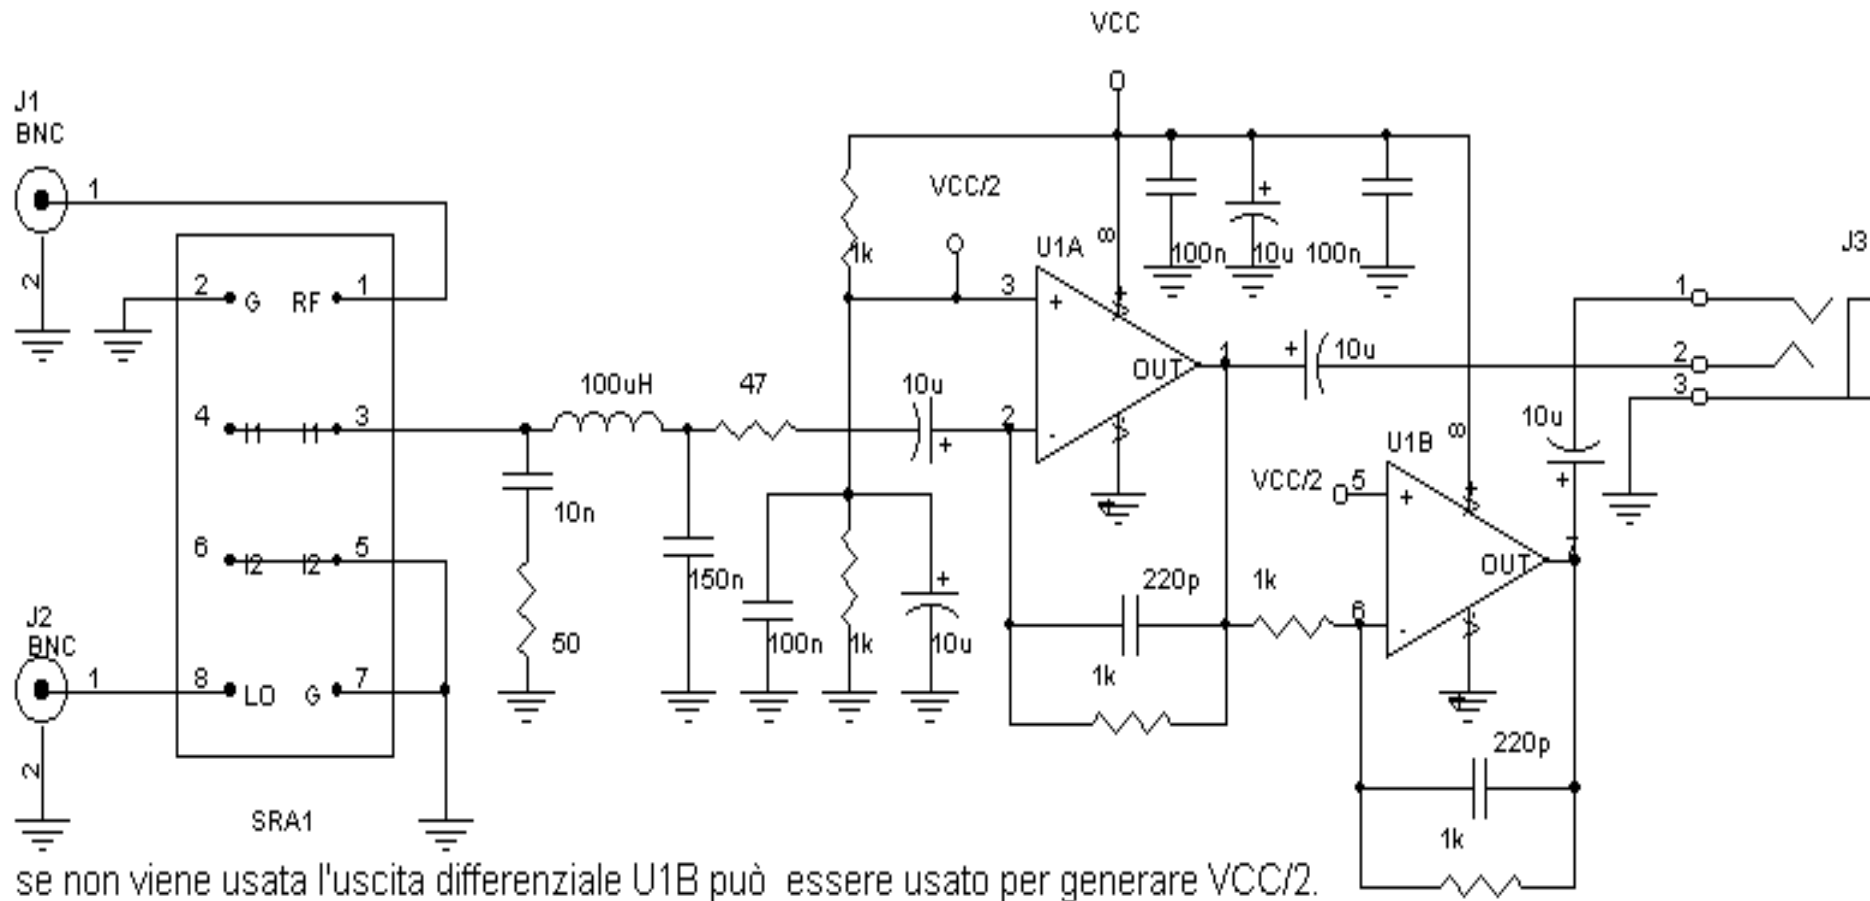 VCC
J1
BNC
1
2
VCC/2
1k
U1A
8
100n
10u
100n
J3
2
G
RF
1
3
+
+
+
1
OUT
+
10u
1
2
3
4
I1
I1
3
100uH
47
10u
+
2
-
10n
150n
6
I2
I2
5
50
100n
1k
+
10u
220p
1k
1k
U1B
8
VCC/2
5
+
+
OUT
7
10u
+
6
-
J2
BNC
1
2
8
LO
G
7
SRA1
220p
1k
se non viene usata l'uscita differenziale U1B può essere usato per generare VCC/2.